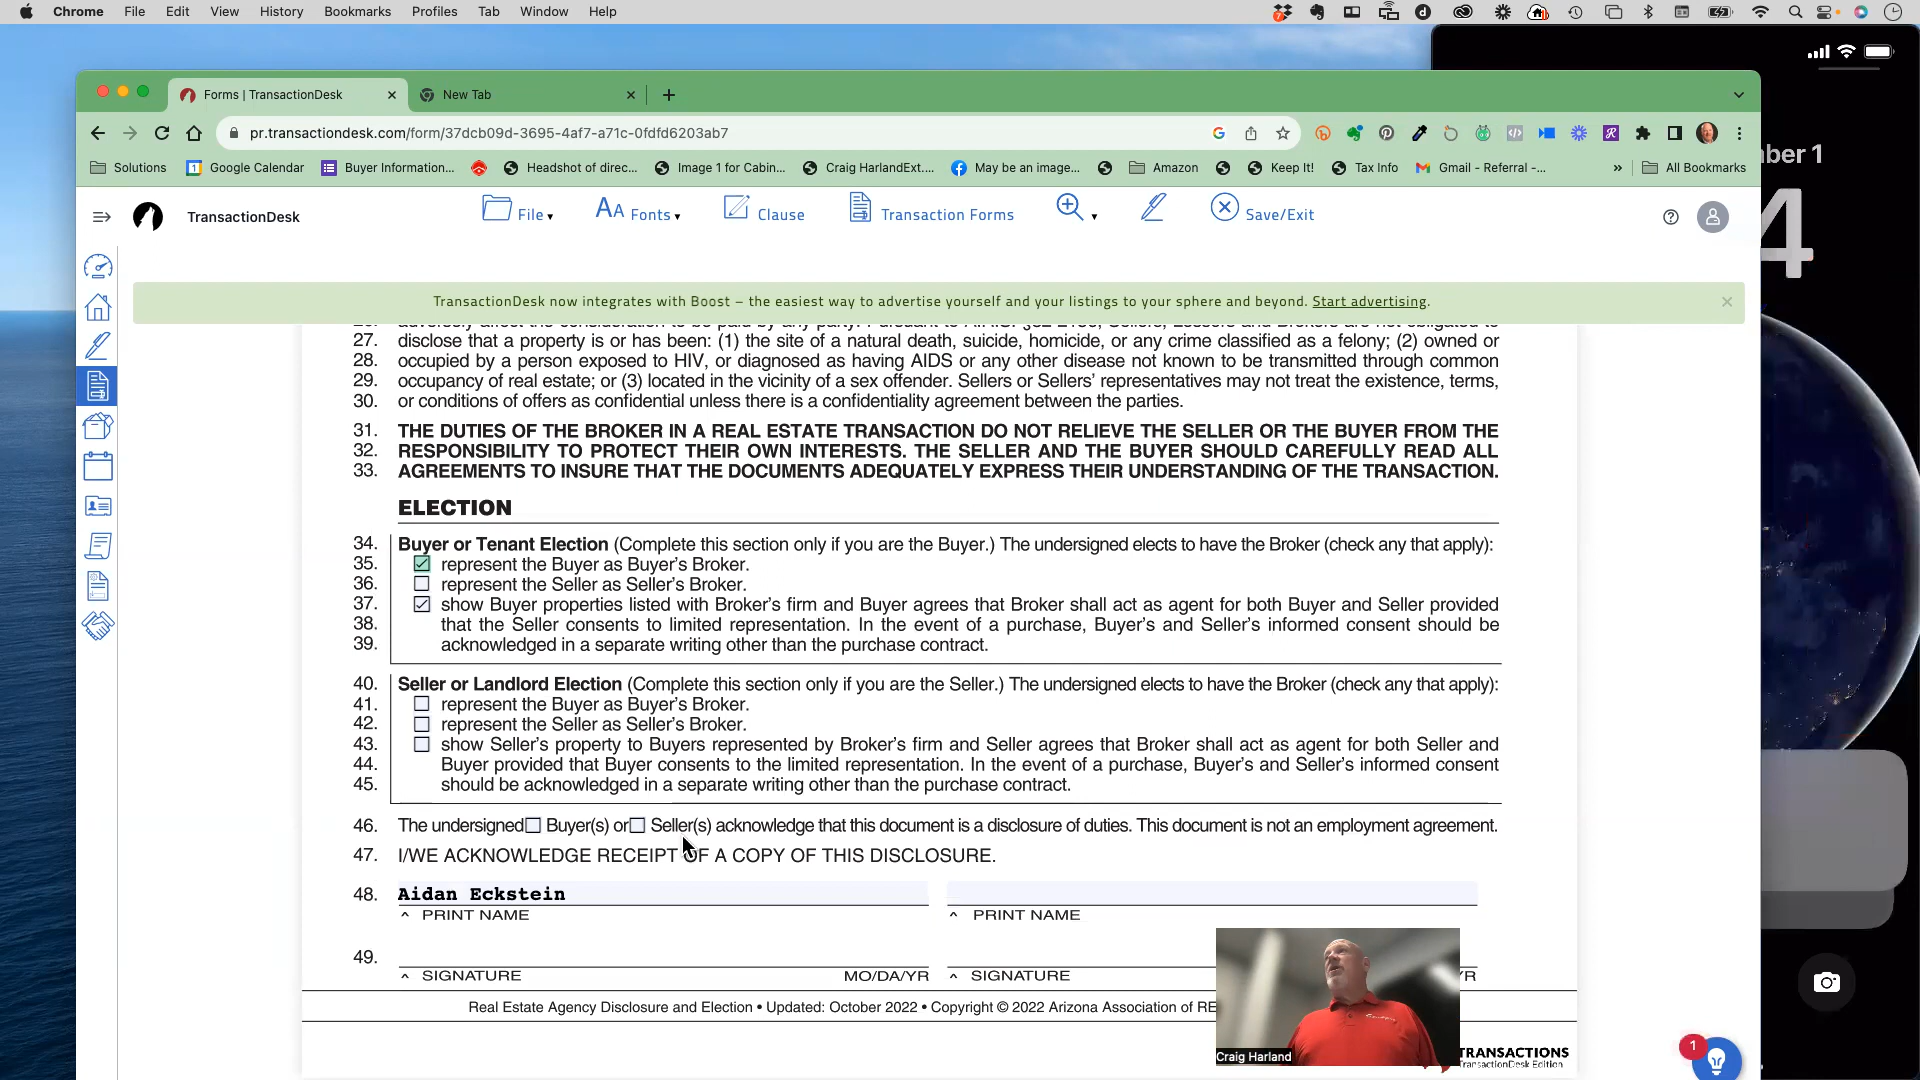 Chrome File Edit View History Bookmarks Profiles Tab Window Help
Forms | TransactionDesk
New Tab
pr.transactiondesk.com/form/37dcb09d-3695-4af7-a71c-0fdfd6203ab7
mber 1
Solutions Google Calendar Buyer Information... Headshot of direc... Image 1 for Cabin... Craig HarlandExt.... May be an image... Amazon Keep It! Tax Info Gmail - Referral -... » All Bookmarks
4
TransactionDesk File Fonts Clause Transaction Forms Save/Exit
TransactionDesk now integrates with Boost – the easiest way to advertise yourself and your listings to your sphere and beyond. Start advertising.
27. disclose that a property is or has been: (1) the site of a natural death, suicide, homicide, or any crime classified as a felony; (2) owned or
28. occupied by a person exposed to HIV, or diagnosed as having AIDS or any other disease not known to be transmitted through common
29. occupancy of real estate; or (3) located in the vicinity of a sex offender. Sellers or Sellers' representatives may not treat the existence, terms,
30. or conditions of offers as confidential unless there is a confidentiality agreement between the parties.
31. THE DUTIES OF THE BROKER IN A REAL ESTATE TRANSACTION DO NOT RELIEVE THE SELLER OR THE BUYER FROM THE
32. RESPONSIBILITY TO PROTECT THEIR OWN INTERESTS. THE SELLER AND THE BUYER SHOULD CAREFULLY READ ALL
33. AGREEMENTS TO INSURE THAT THE DOCUMENTS ADEQUATELY EXPRESS THEIR UNDERSTANDING OF THE TRANSACTION.
ELECTION
34. Buyer or Tenant Election (Complete this section only if you are the Buyer.) The undersigned elects to have the Broker (check any that apply):
35. represent the Buyer as Buyer's Broker.
36. represent the Seller as Seller's Broker.
37. show Buyer properties listed with Broker's firm and Buyer agrees that Broker shall act as agent for both Buyer and Seller provided
38. that the Seller consents to limited representation. In the event of a purchase, Buyer's and Seller's informed consent should be
39. acknowledged in a separate writing other than the purchase contract.
40. Seller or Landlord Election (Complete this section only if you are the Seller.) The undersigned elects to have the Broker (check any that apply):
41. represent the Buyer as Buyer's Broker.
42. represent the Seller as Seller's Broker.
43. show Seller's property to Buyers represented by Broker's firm and Seller agrees that Broker shall act as agent for both Seller and
44. Buyer provided that Buyer consents to the limited representation. In the event of a purchase, Buyer's and Seller's informed consent
45. should be acknowledged in a separate writing other than the purchase contract.
46. The undersigned Buyer(s) or Seller(s) acknowledge that this document is a disclosure of duties. This document is not an employment agreement.
47. I/WE ACKNOWLEDGE RECEIPT OF A COPY OF THIS DISCLOSURE.
48. Aidan Eckstein
^ PRINT NAME ^ PRINT NAME
49.
^ SIGNATURE MO/DA/YR ^ SIGNATURE YR
Real Estate Agency Disclosure and Election • Updated: October 2022 • Copyright © 2022 Arizona Association of RE
Craig Harland
TRANSACTIONS
TransactionDesk Edition
1